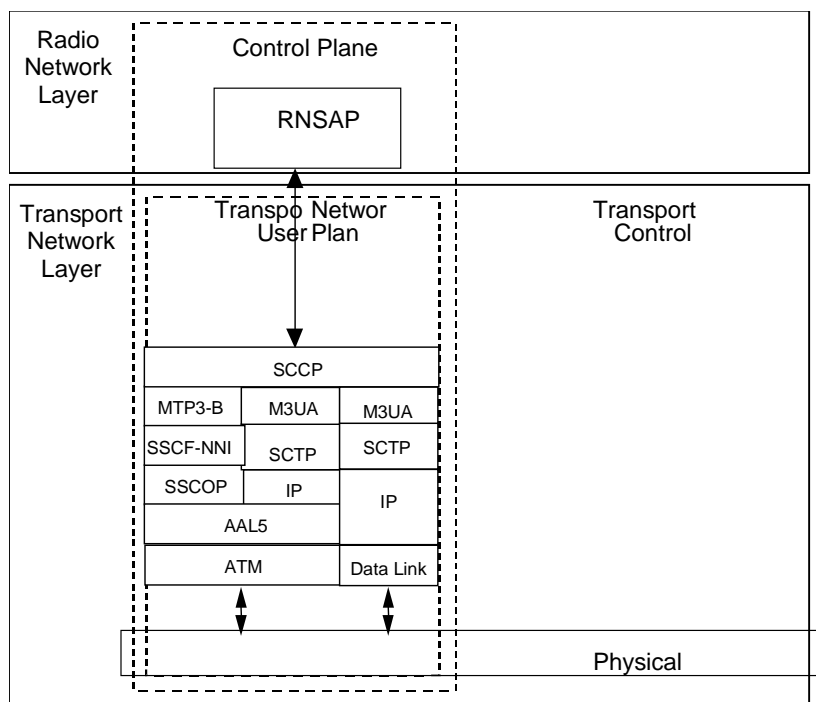 Radio
Network
Layer
Control Plane
RNSAP
Transport
Network
Layer
Transpo Networ
User Plan
Transport
Control
SCCP
MTP3-B
M3UA
M3UA
SSCF-NNI
SCTP
SCTP
SSCOP
IP
IP
AAL5
ATM
Data Link
Physical